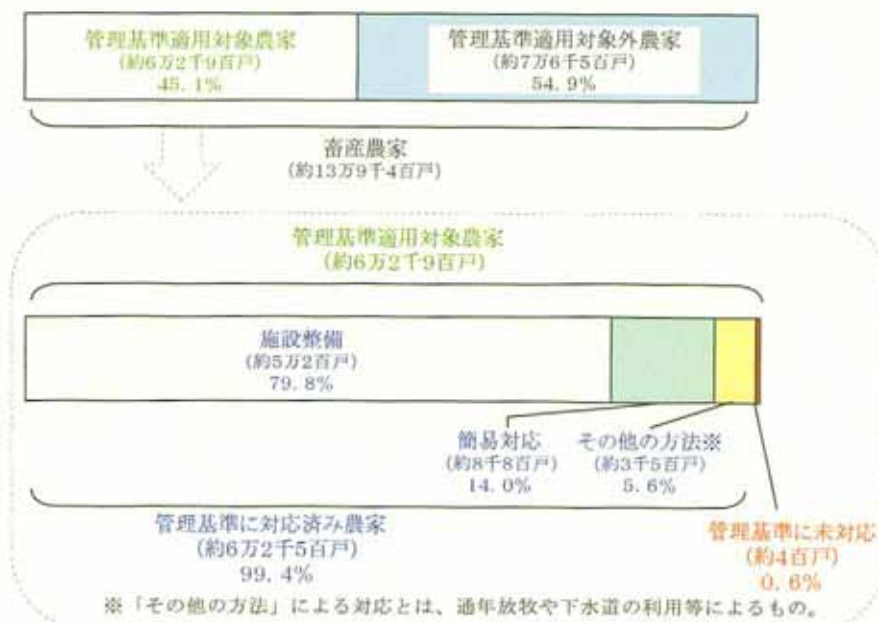 管理基準適用対象農家
(約6万2千9百戸)
45.1%
管理基準適用対象外農家
(約7万6千5百戸)
54.9%
畜産農家
(約13万9千4百戸)
管理基準適用対象農家
(約6万2千9百戸)
施設整備
(約5万2百戸)
79.8%
簡易対応
(約8千8百戸)
14.0%
その他の方法※
(約3千5百戸)
5.6%
管理基準に対応済み農家
(約6万2千5百戸)
99.4%
管理基準に未対応
(約4百戸)
0.6%
※「その他の方法」による対応とは、通年放牧や下水道の利用等によるもの。